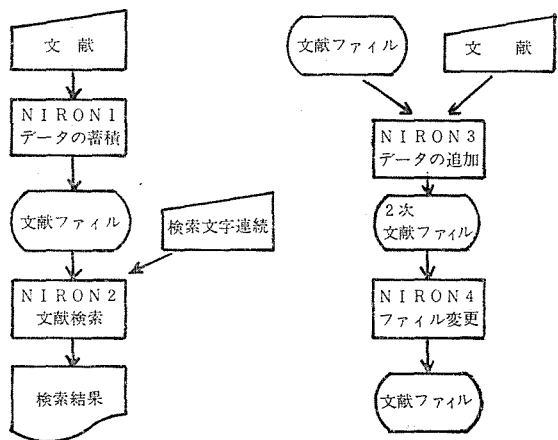 文　献
ＮＩＲＯＮ１
データの蓄積
文献ファイル
検索文字連続
ＮＩＲＯＮ２
文献検索
検索結果
文献ファイル
文　献
ＮＩＲＯＮ３
データの追加
２次
文献ファイル
ＮＩＲＯＮ４
ファイル変更
文献ファイル